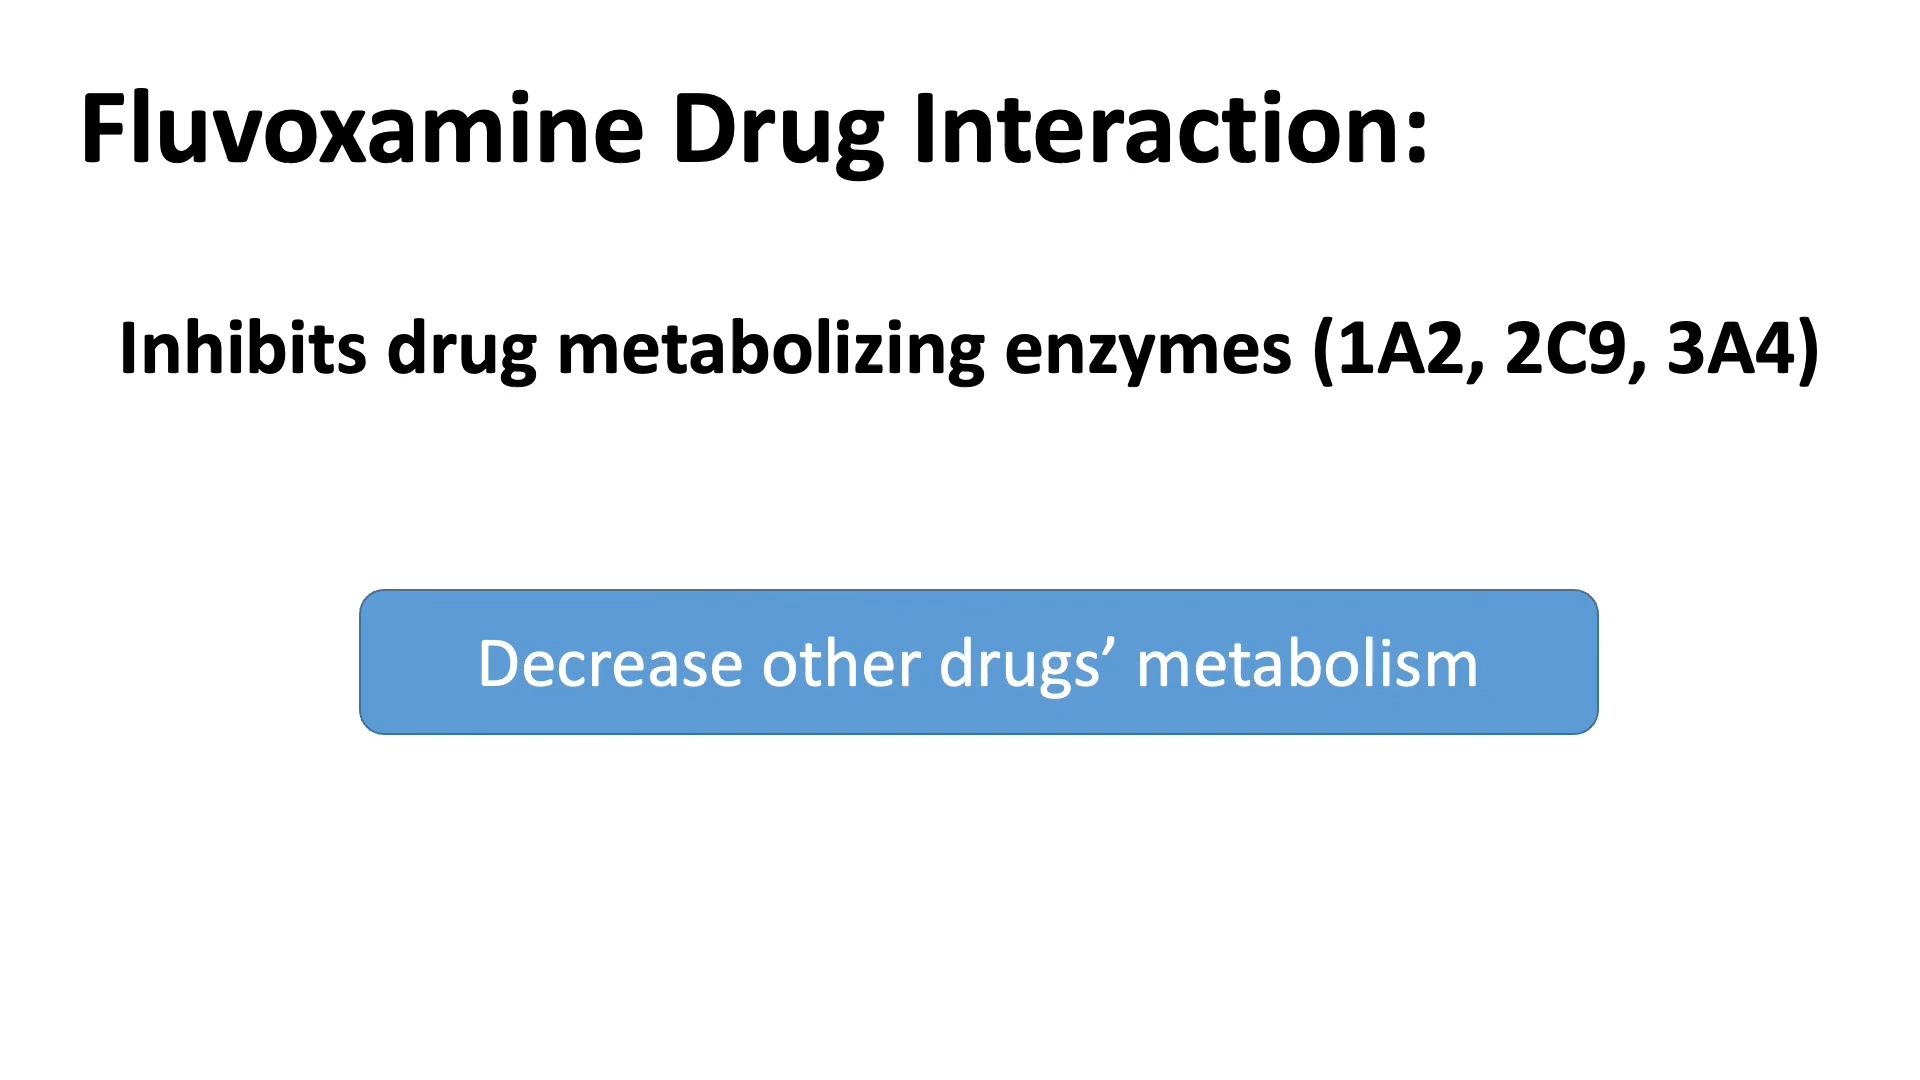 Fluvoxamine Drug Interaction:
Inhibits drug metabolizing enzymes (1A2, 2C9, 3A4)
Decrease other drugs’ metabolism